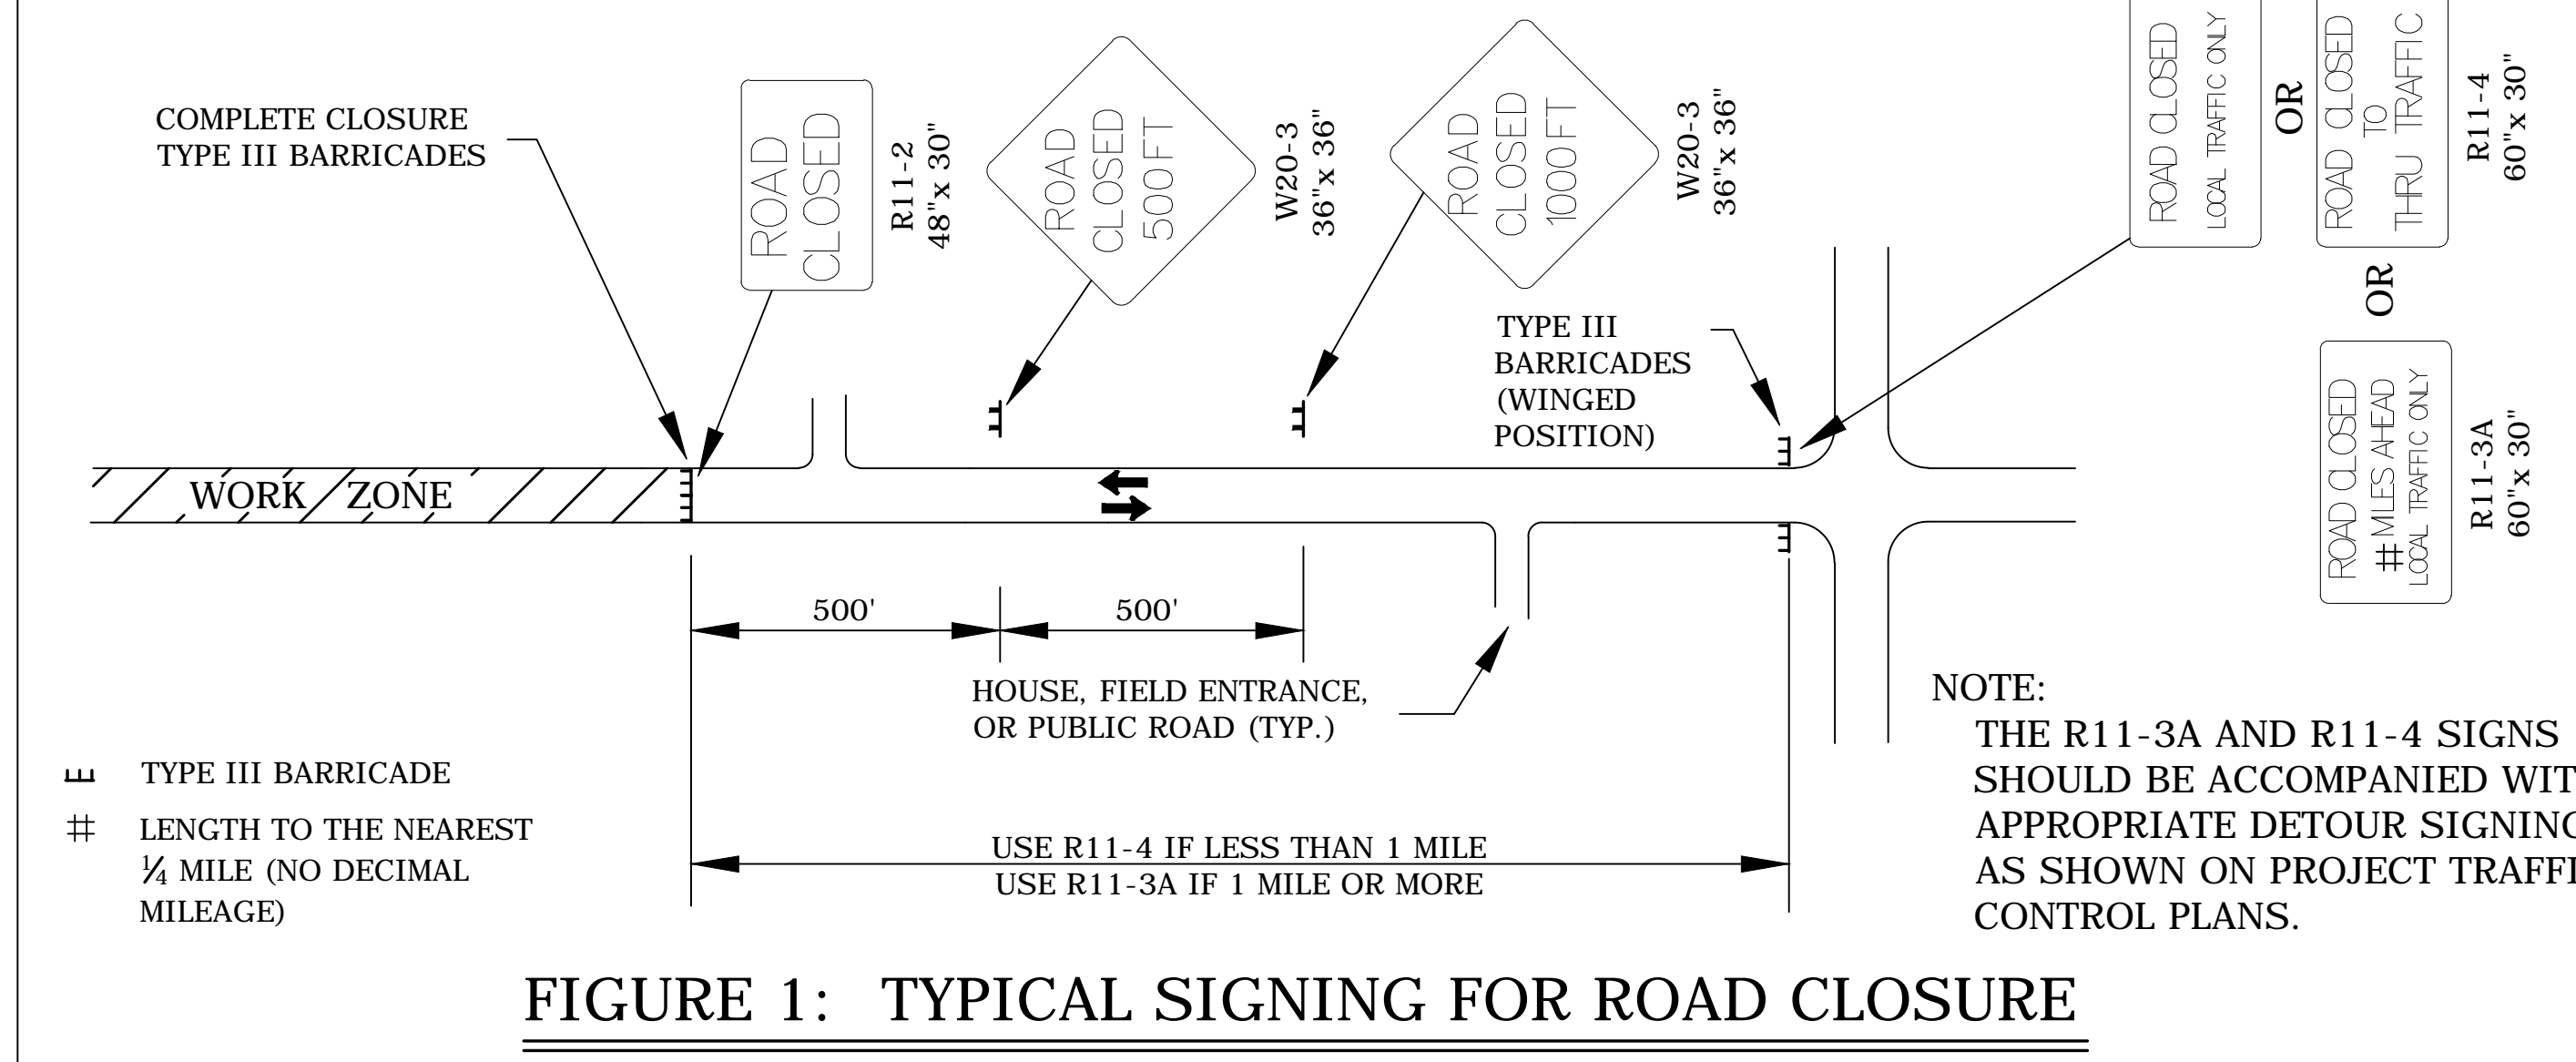 COMPLETE CLOSURE
TYPE III BARRICADES
ROAD
CLOSED
R11-2
48"x 30"
ROAD
CLOSED
500FT
W20-3
36"x 36"
ROAD
CLOSED
1000FT
W20-3
36"x 36"
ROAD CLOSED
LOCAL TRAFFIC ONLY
OR
ROAD CLOSED
TO
THRU TRAFFIC
R11-4
60"x 30"
OR
ROAD CLOSED
# MILES AHEAD
LOCAL TRAFFIC ONLY
R11-3A
60"x 30"
TYPE III
BARRICADES
(WINGED
POSITION)
WORK ZONE
500'
500'
HOUSE, FIELD ENTRANCE,
OR PUBLIC ROAD (TYP.)
TYPE III BARRICADE
# LENGTH TO THE NEAREST
1/4 MILE (NO DECIMAL
MILEAGE)
USE R11-4 IF LESS THAN 1 MILE
USE R11-3A IF 1 MILE OR MORE
NOTE:
THE R11-3A AND R11-4 SIGNS
SHOULD BE ACCOMPANIED WIT
APPROPRIATE DETOUR SIGNING
AS SHOWN ON PROJECT TRAFFI
CONTROL PLANS.
FIGURE 1: TYPICAL SIGNING FOR ROAD CLOSURE